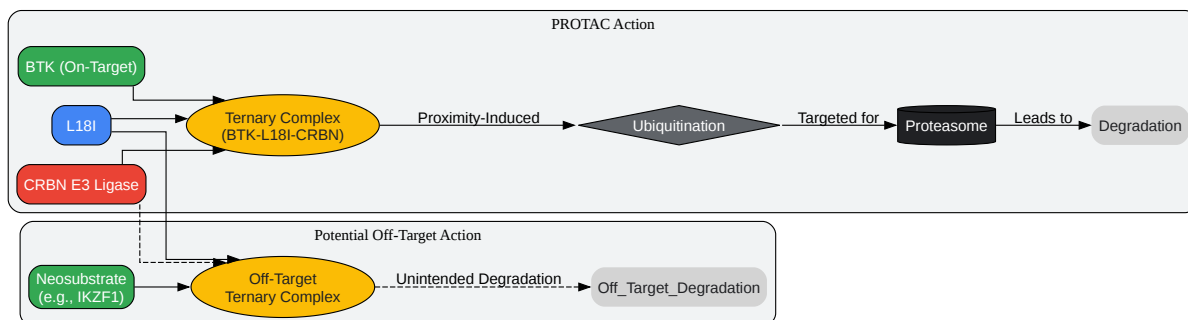 PROTAC Action
BTK (On-Target)
L18I
CRBN E3 Ligase
Ternary Complex
(BTK-L18I-CRBN)
Proximity-Induced
Ubiquitination
Targeted for
Proteasome
Leads to
Degradation
Potential Off-Target Action
Neosubstrate
(e.g., IKZF1)
Off-Target
Ternary Complex
Unintended Degradation
Off_Target_Degradation